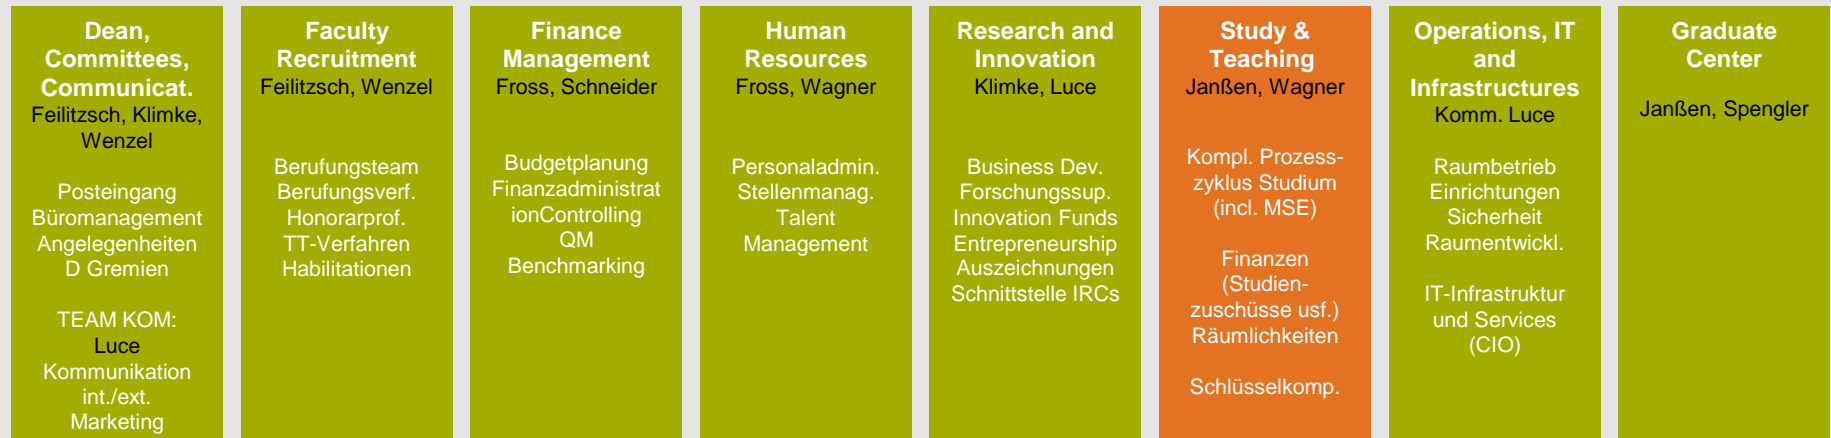 Dean,
Committees,
Communicat.
Feilitzsch, Klimke,
Wenzel
Posteingang
Büromanagement
Angelegenheiten
D Gremien
TEAM KOM:
Luce
Kommunikation
int./ext.
Marketing
Faculty
Recruitment
Feilitzsch, Wenzel
Berufungsteam
Berufungsverf.
Honorarprof.
TT-Verfahren
Habilitationen
Finance
Management
Fross, Schneider
Budgetplanung
Finanzadministrat
ionControlling
QM
Benchmarking
Human
Resources
Fross, Wagner
Personaladmin.
Stellenmanag.
Talent
Management
Research and
Innovation
Klimke, Luce
Business Dev.
Forschungssup.
Innovation Funds
Entrepreneurship
Auszeichnungen
Schnittstelle IRCs
Study &
Teaching
Janßen, Wagner
Kompl. Prozess-
zyklus Studium
(incl. MSE)
Finanzen
(Studien-
zuschüsse usf.)
Räumlichkeiten
Schlüsselkomp.
Operations, IT
and
Infrastructures
Komm. Luce
Raumbetrieb
Einrichtungen
Sicherheit
Raumentwickl.
IT-Infrastruktur
und Services
(CIO)
Graduate
Center
Janßen, Spengler